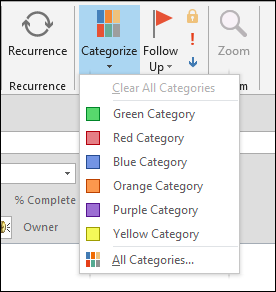 Recurrence
Categorize
Follow
Up
Zoom
Recurrence
m
Clear All Categories
Green Category
Red Category
Blue Category
Orange Category
Purple Category
Yellow Category
All Categories...
% Complete
Owner